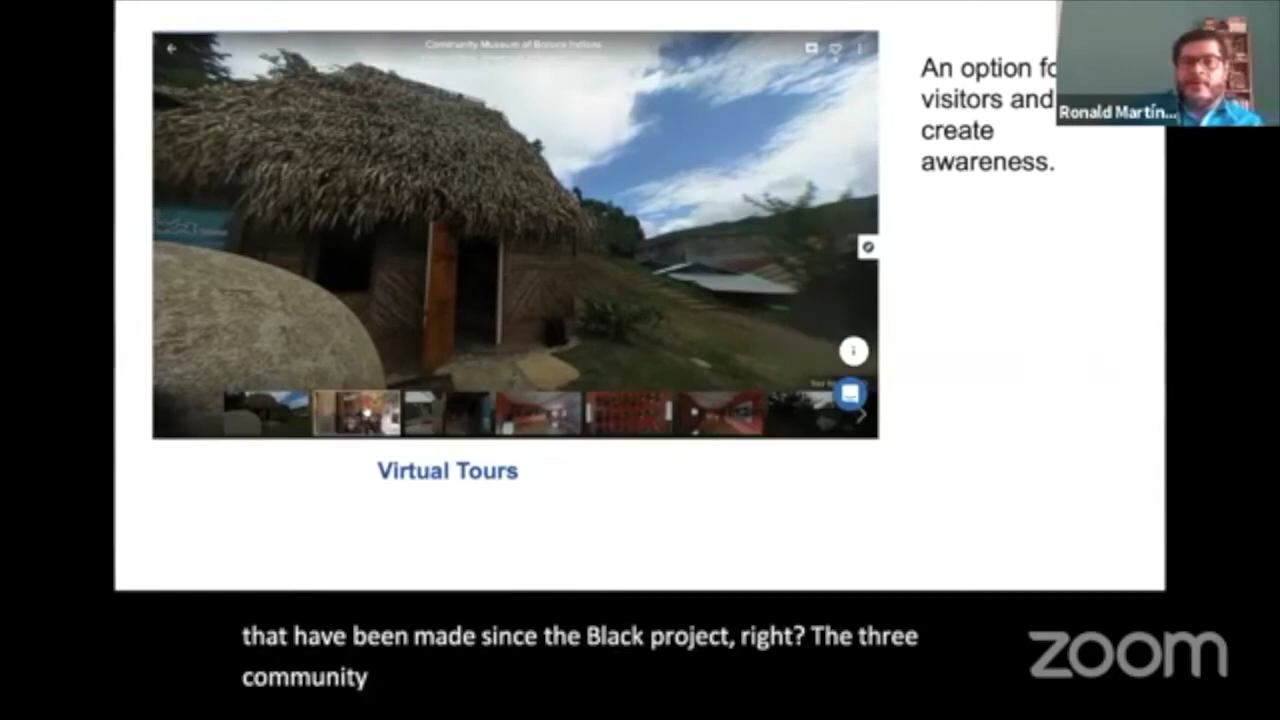 Community Museum of Boruca Indians
An option fo
visitors and
create
awareness.
Ronald Martín...
Virtual Tours
that have been made since the Black project, right? The three
community
zoom